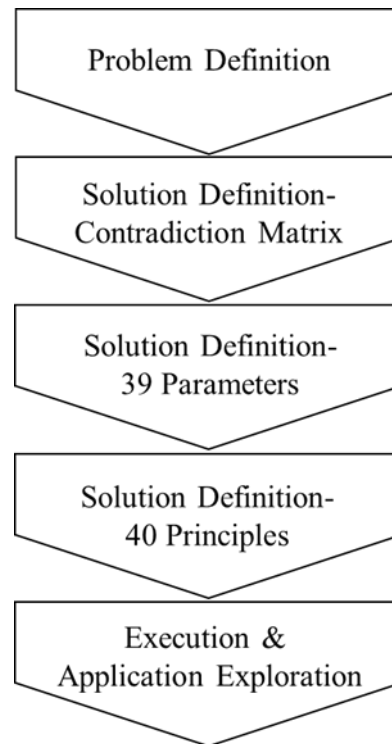 Problem Definition
Solution Definition-
Contradiction Matrix
Solution Definition-
39 Parameters
Solution Definition-
40 Principles
Execution &
Application Exploration